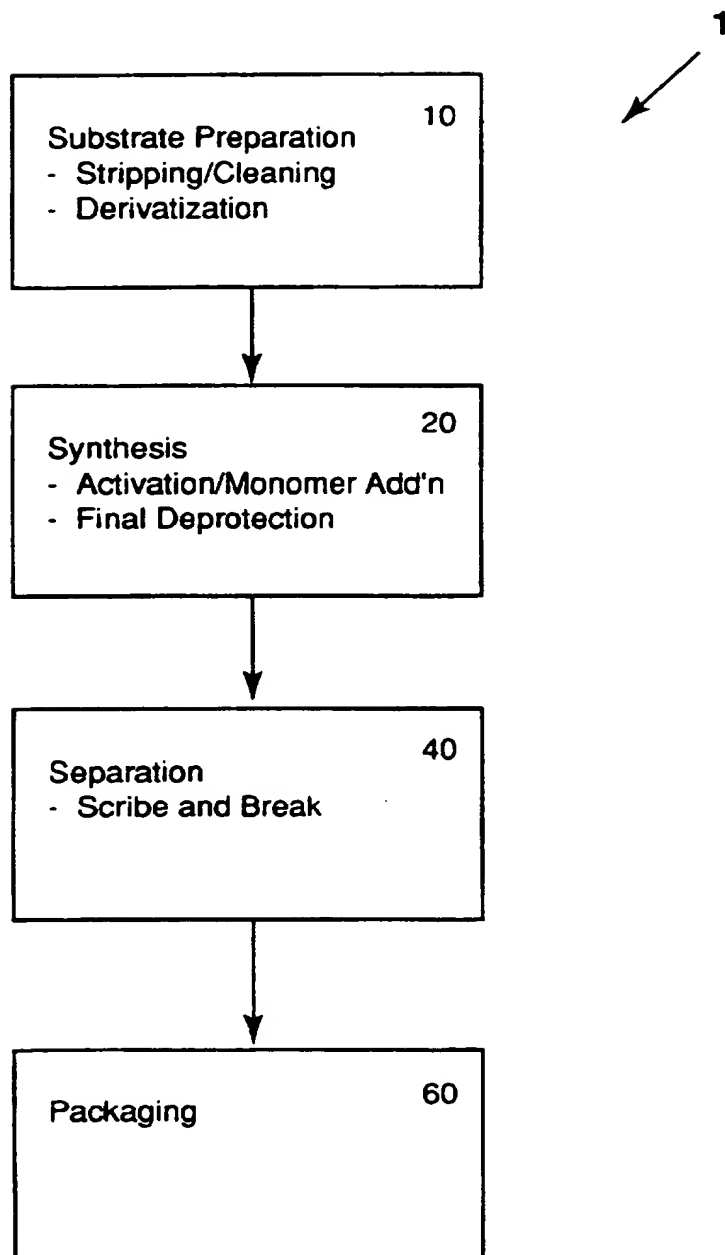 1
10
Substrate Preparation
- Stripping/Cleaning
- Derivatization
20
Synthesis
- Activation/Monomer Add'n
- Final Deprotection
40
Separation
- Scribe and Break
60
Packaging